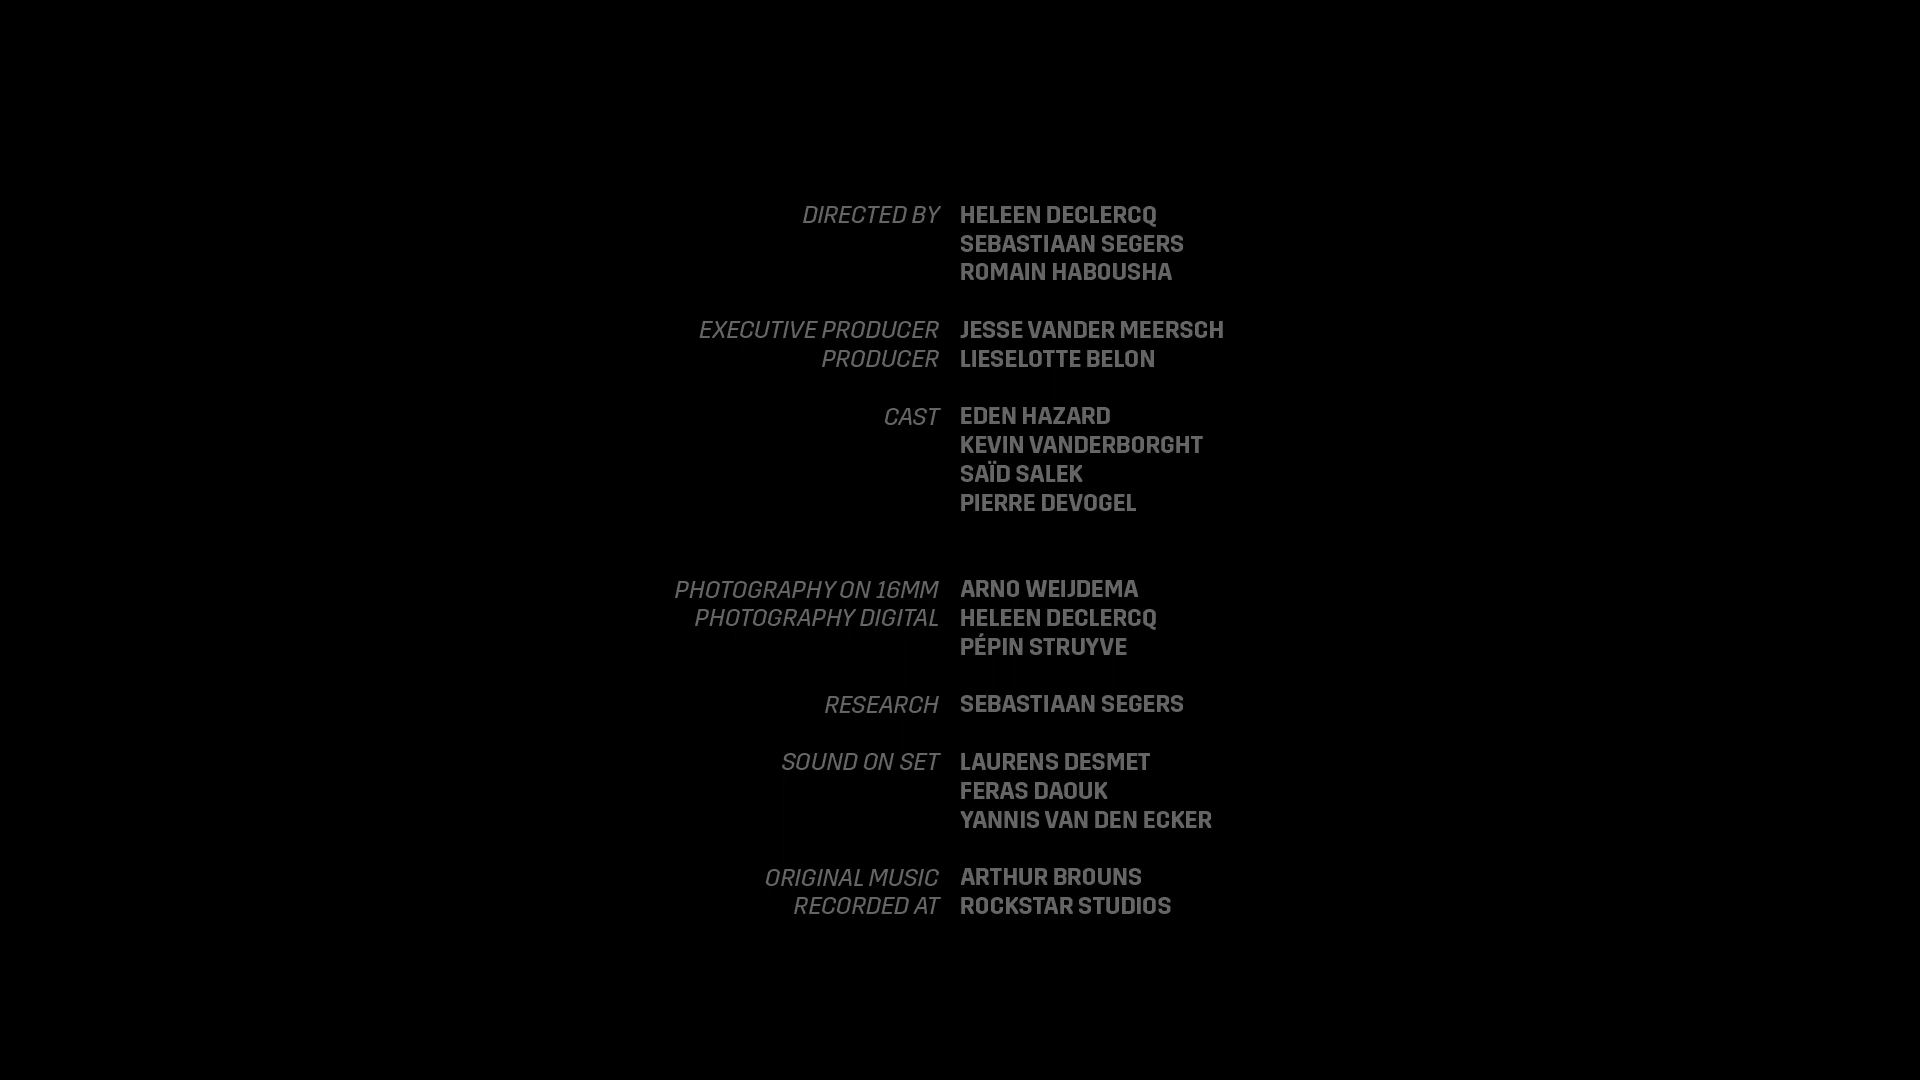 DIRECTED BY HELEEN DECLERCQ
SEBASTIAAN SEGERS
ROMAIN HABOUSHA
EXECUTIVE PRODUCER JESSE VANDER MEERSCH
PRODUCER LIESELOTTE BELON
CAST EDEN HAZARD
KEVIN VANDERBORGHT
SAÏD SALEK
PIERRE DEVOGEL
PHOTOGRAPHY ON 16MM ARNO WEIJDEMA
PHOTOGRAPHY DIGITAL HELEEN DECLERCQ
PÉPIN STRUYVE
RESEARCH SEBASTIAAN SEGERS
SOUND ON SET LAURENS DESMET
FERAS DAOUK
YANNIS VAN DEN ECKER
ORIGINAL MUSIC ARTHUR BROUNS
RECORDED AT ROCKSTAR STUDIOS